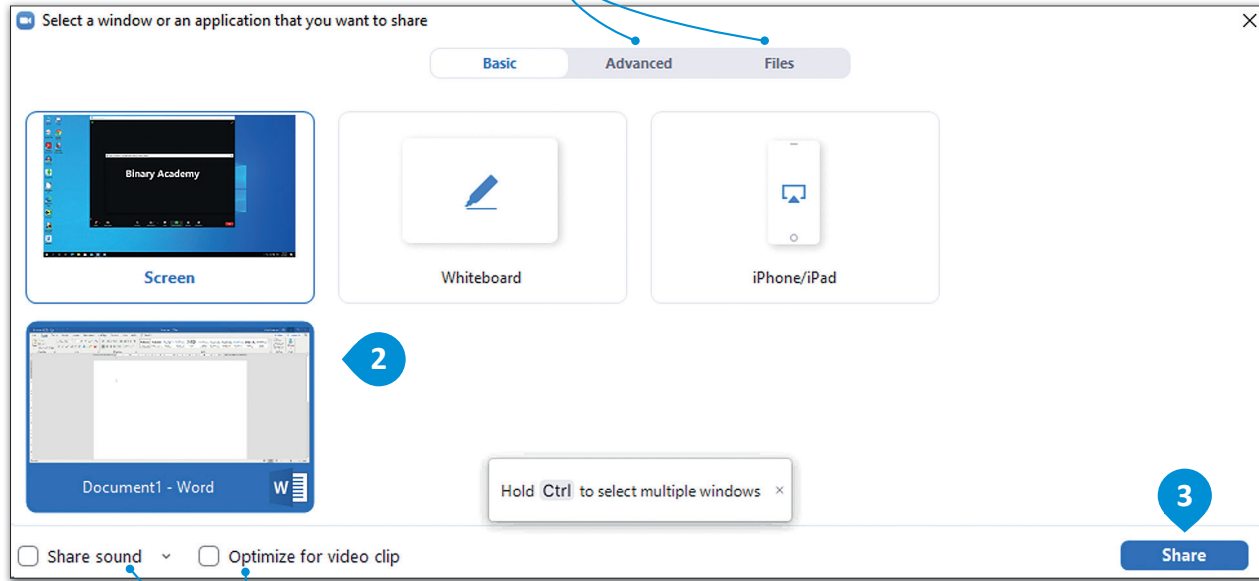 Select a window or an application that you want to share
Basic Advanced Files
Binary Academy
Screen
Whiteboard
iPhone/iPad
2
Document1 - Word
W
Hold Ctrl to select multiple windows ×
3
Share sound
Optimize for video clip
Share